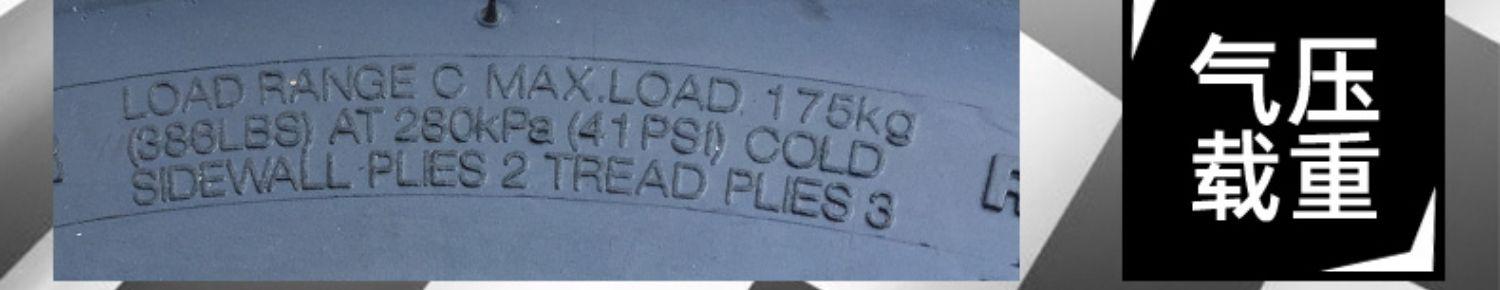 LOAD RANGE C MAX.LOAD 175kg
(386LBS) AT 280kPa (41PSI) COLD
SIDEWALL PLIES 2 TREAD PLIES 3
气压
载重